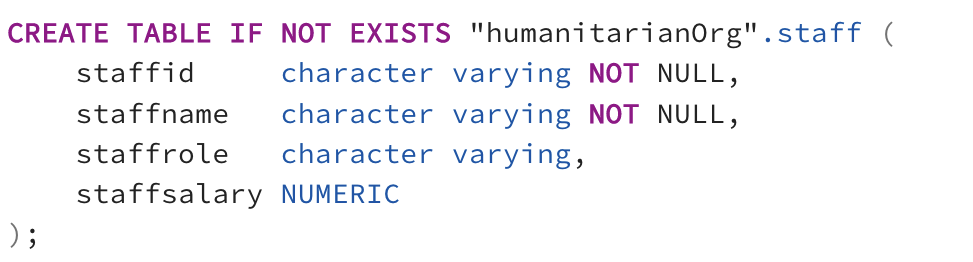 CREATE TABLE IF NOT EXISTS "humanitarianOrg".staff (
    staffid     character varying NOT NULL,
    staffname   character varying NOT NULL,
    staffrole   character varying,
    staffsalary NUMERIC
);